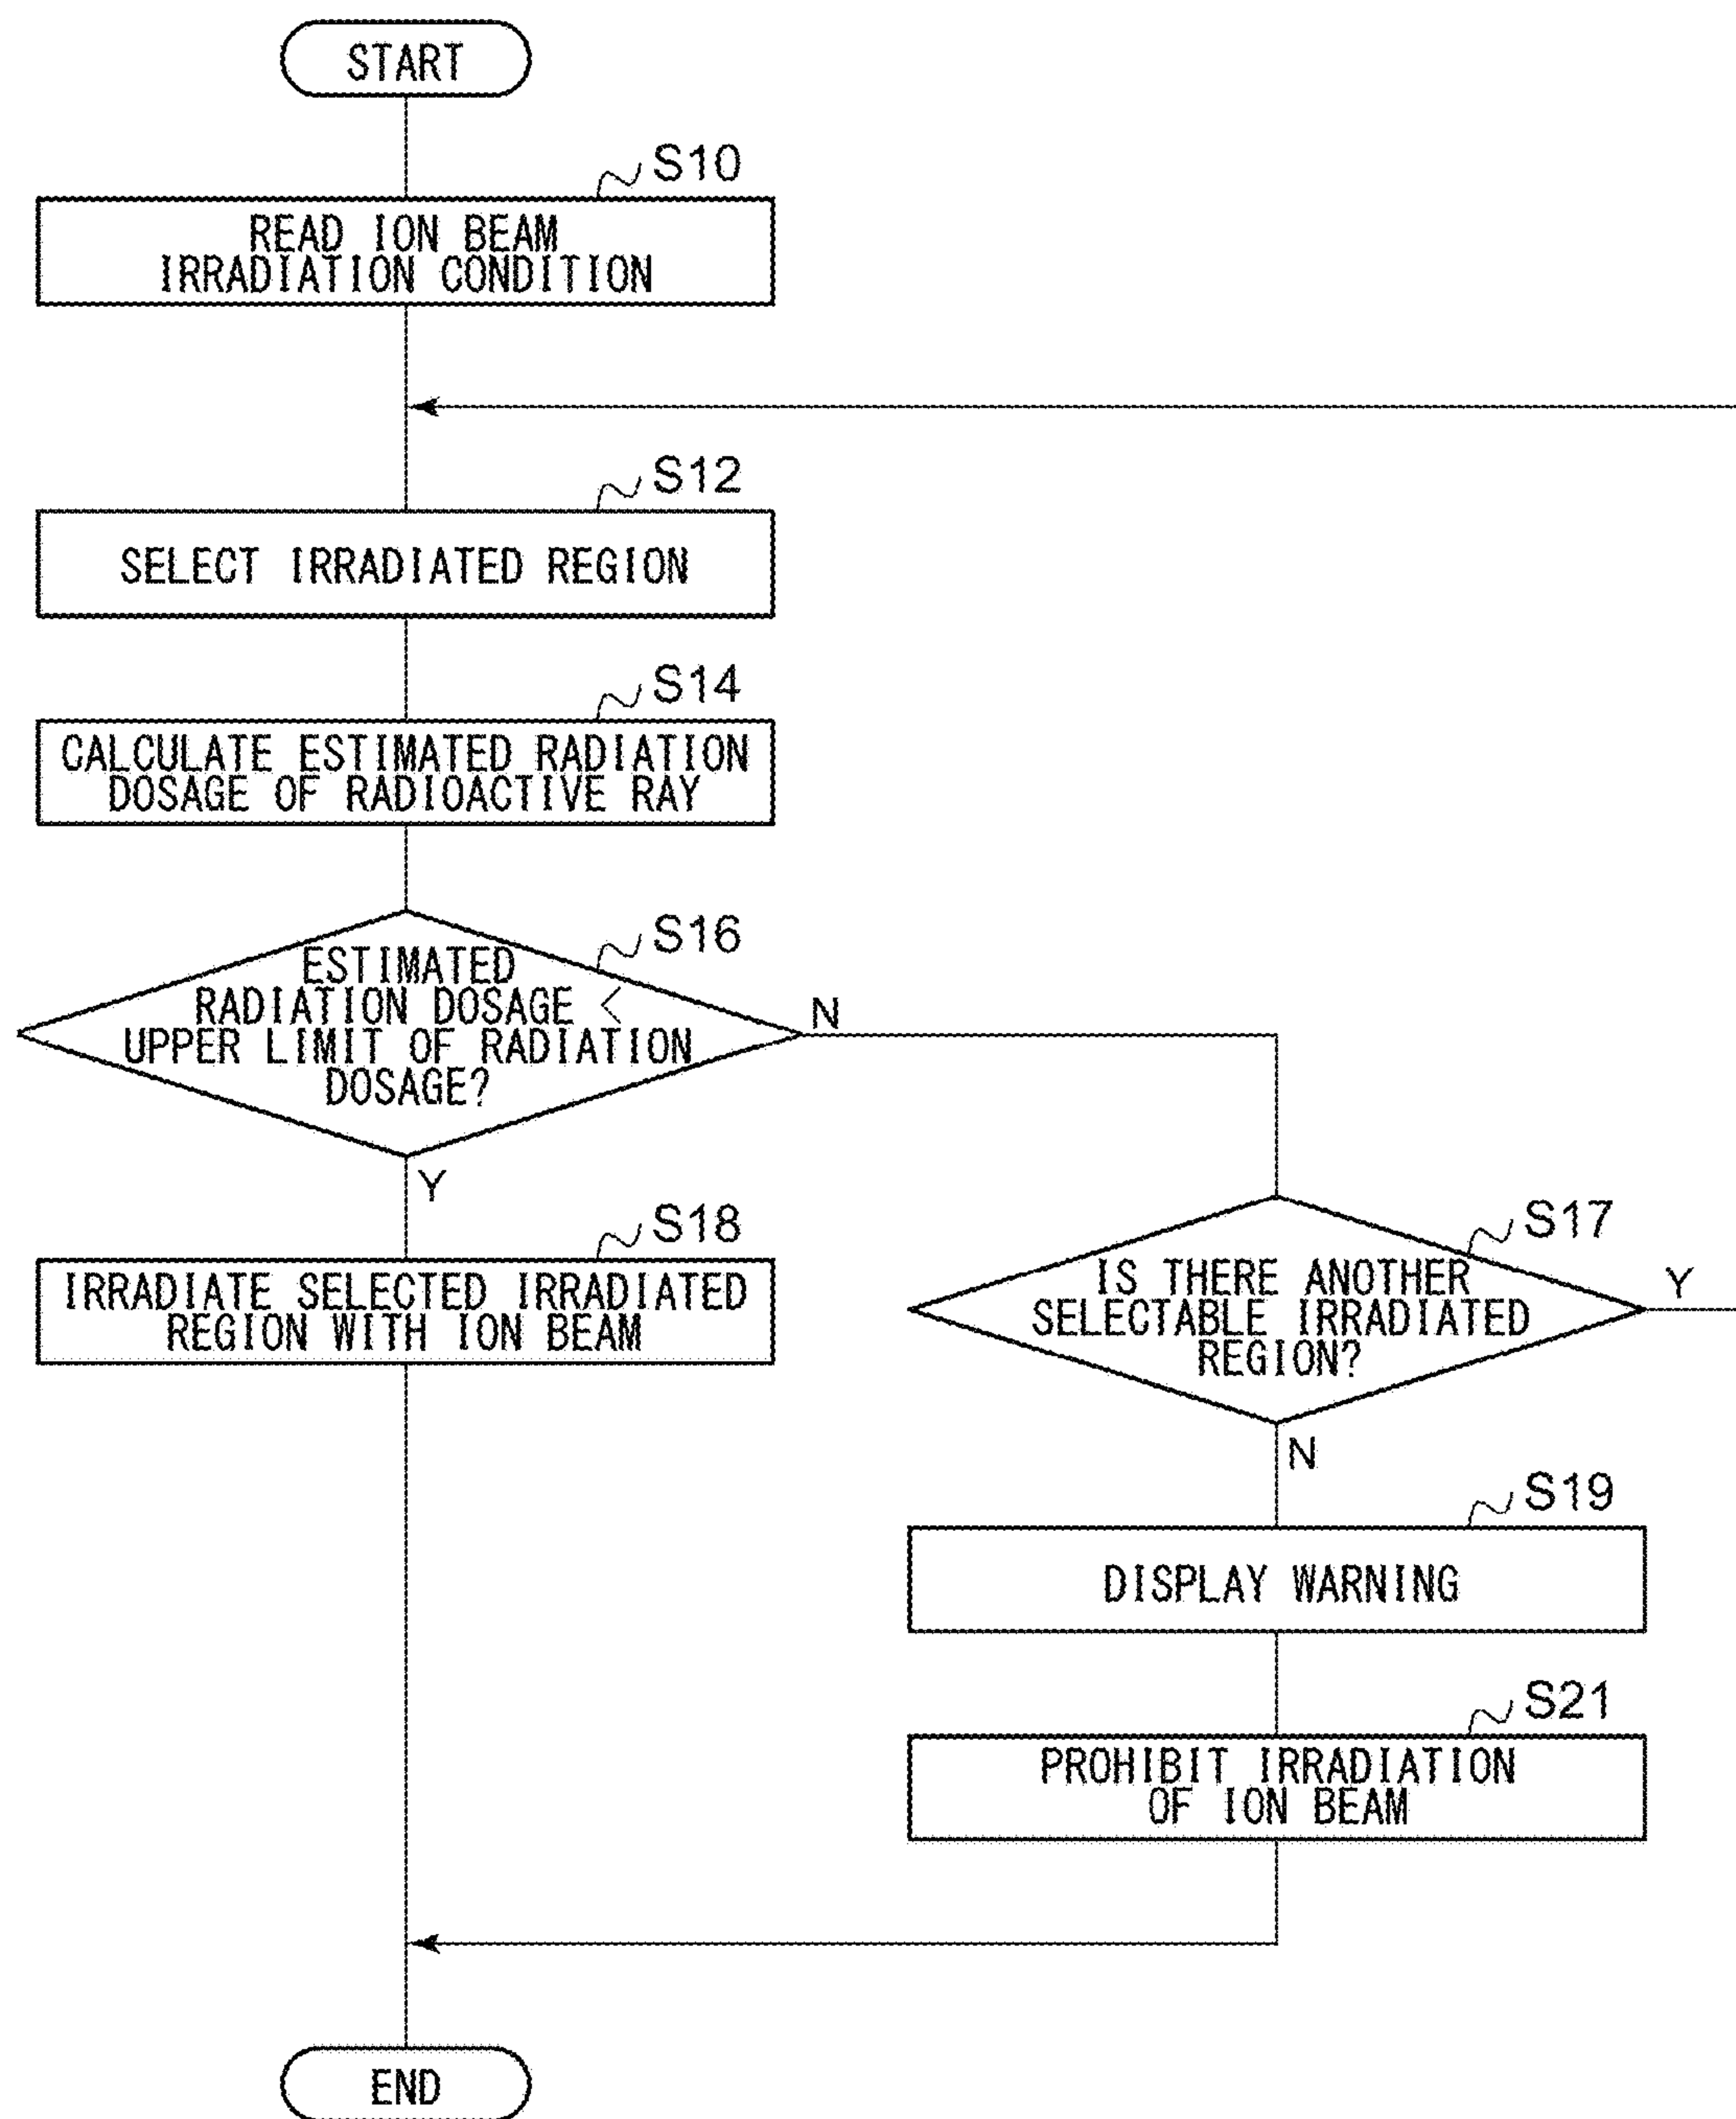 START
S10
READ ION BEAM
IRRADIATION CONDITION
S12
SELECT IRRADIATED REGION
S14
CALCULATE ESTIMATED RADIATION
DOSAGE OF RADIOACTIVE RAY
S16
ESTIMATED
RADIATION DOSAGE <
UPPER LIMIT OF RADIATION
DOSAGE?
N
Y
S18
IRRADIATE SELECTED IRRADIATED
REGION WITH ION BEAM
S17
IS THERE ANOTHER
SELECTABLE IRRADIATED
REGION?
Y
N
S19
DISPLAY WARNING
S21
PROHIBIT IRRADIATION
OF ION BEAM
END